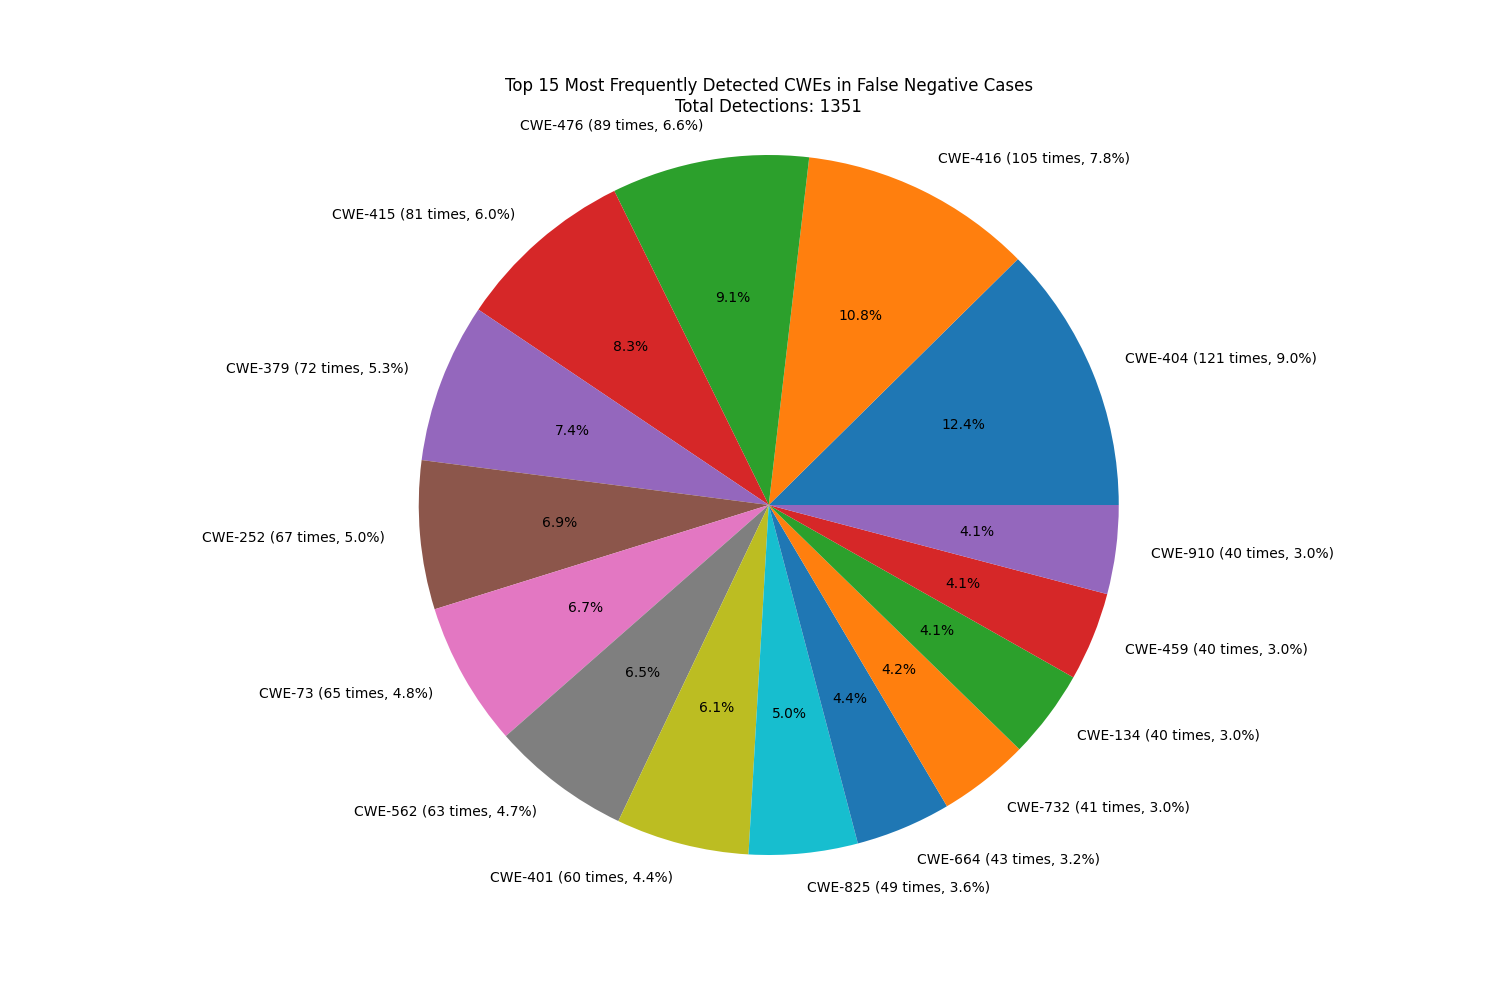 Top 15 Most Frequently Detected CWEs in False Negative Cases
Total Detections: 1351
CWE-476 (89 times, 6.6%)
CWE-416 (105 times, 7.8%)
CWE-415 (81 times, 6.0%)
9.1%
10.8%
8.3%
CWE-404 (121 times, 9.0%)
CWE-379 (72 times, 5.3%)
12.4%
7.4%
6.9%
4.1%
CWE-252 (67 times, 5.0%)
CWE-910 (40 times, 3.0%)
4.1%
6.7%
4.1%
CWE-459 (40 times, 3.0%)
4.2%
6.5%
CWE-73 (65 times, 4.8%)
4.4%
6.1%
5.0%
CWE-134 (40 times, 3.0%)
CWE-732 (41 times, 3.0%)
CWE-562 (63 times, 4.7%)
CWE-664 (43 times, 3.2%)
CWE-401 (60 times, 4.4%)
CWE-825 (49 times, 3.6%)